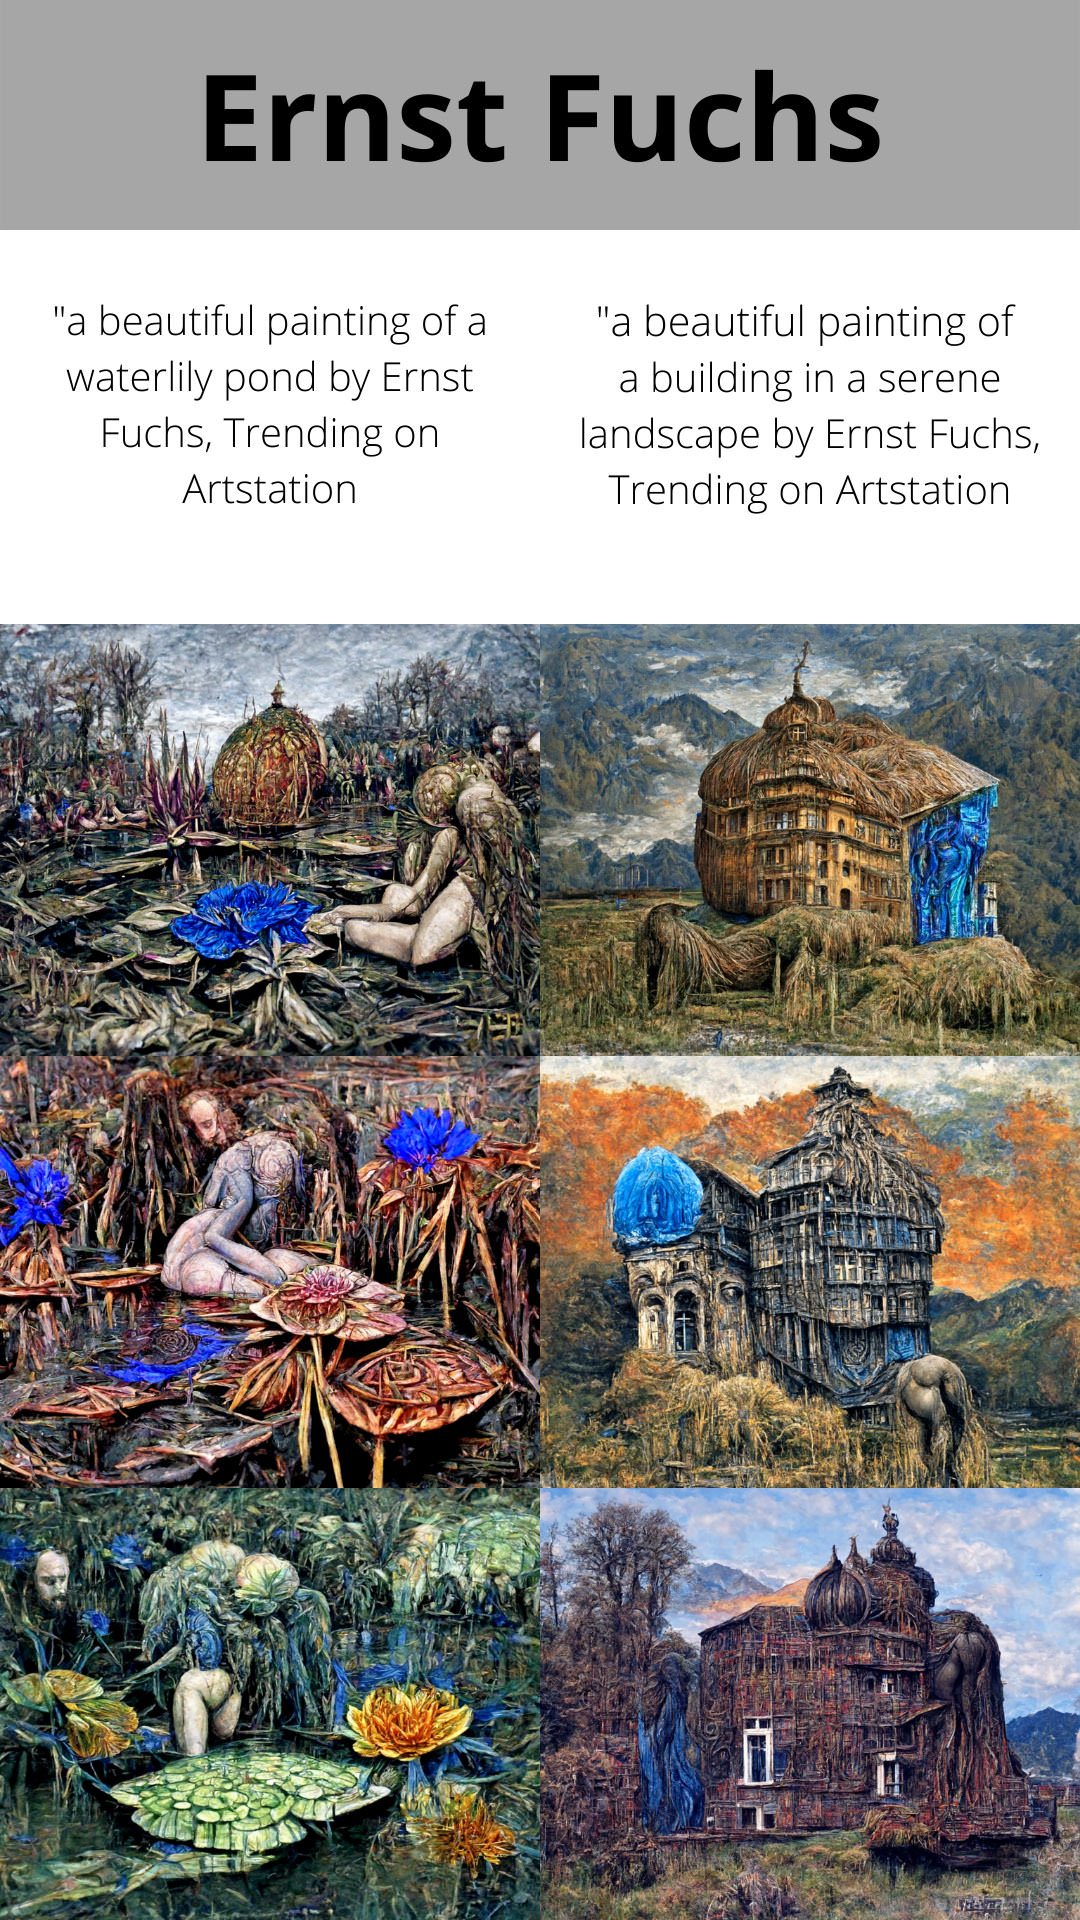 Ernst Fuchs
"a beautiful painting of a
waterlily pond by Ernst
Fuchs, Trending on
Artstation
"a beautiful painting of
a building in a serene
landscape by Ernst Fuchs,
Trending on Artstation